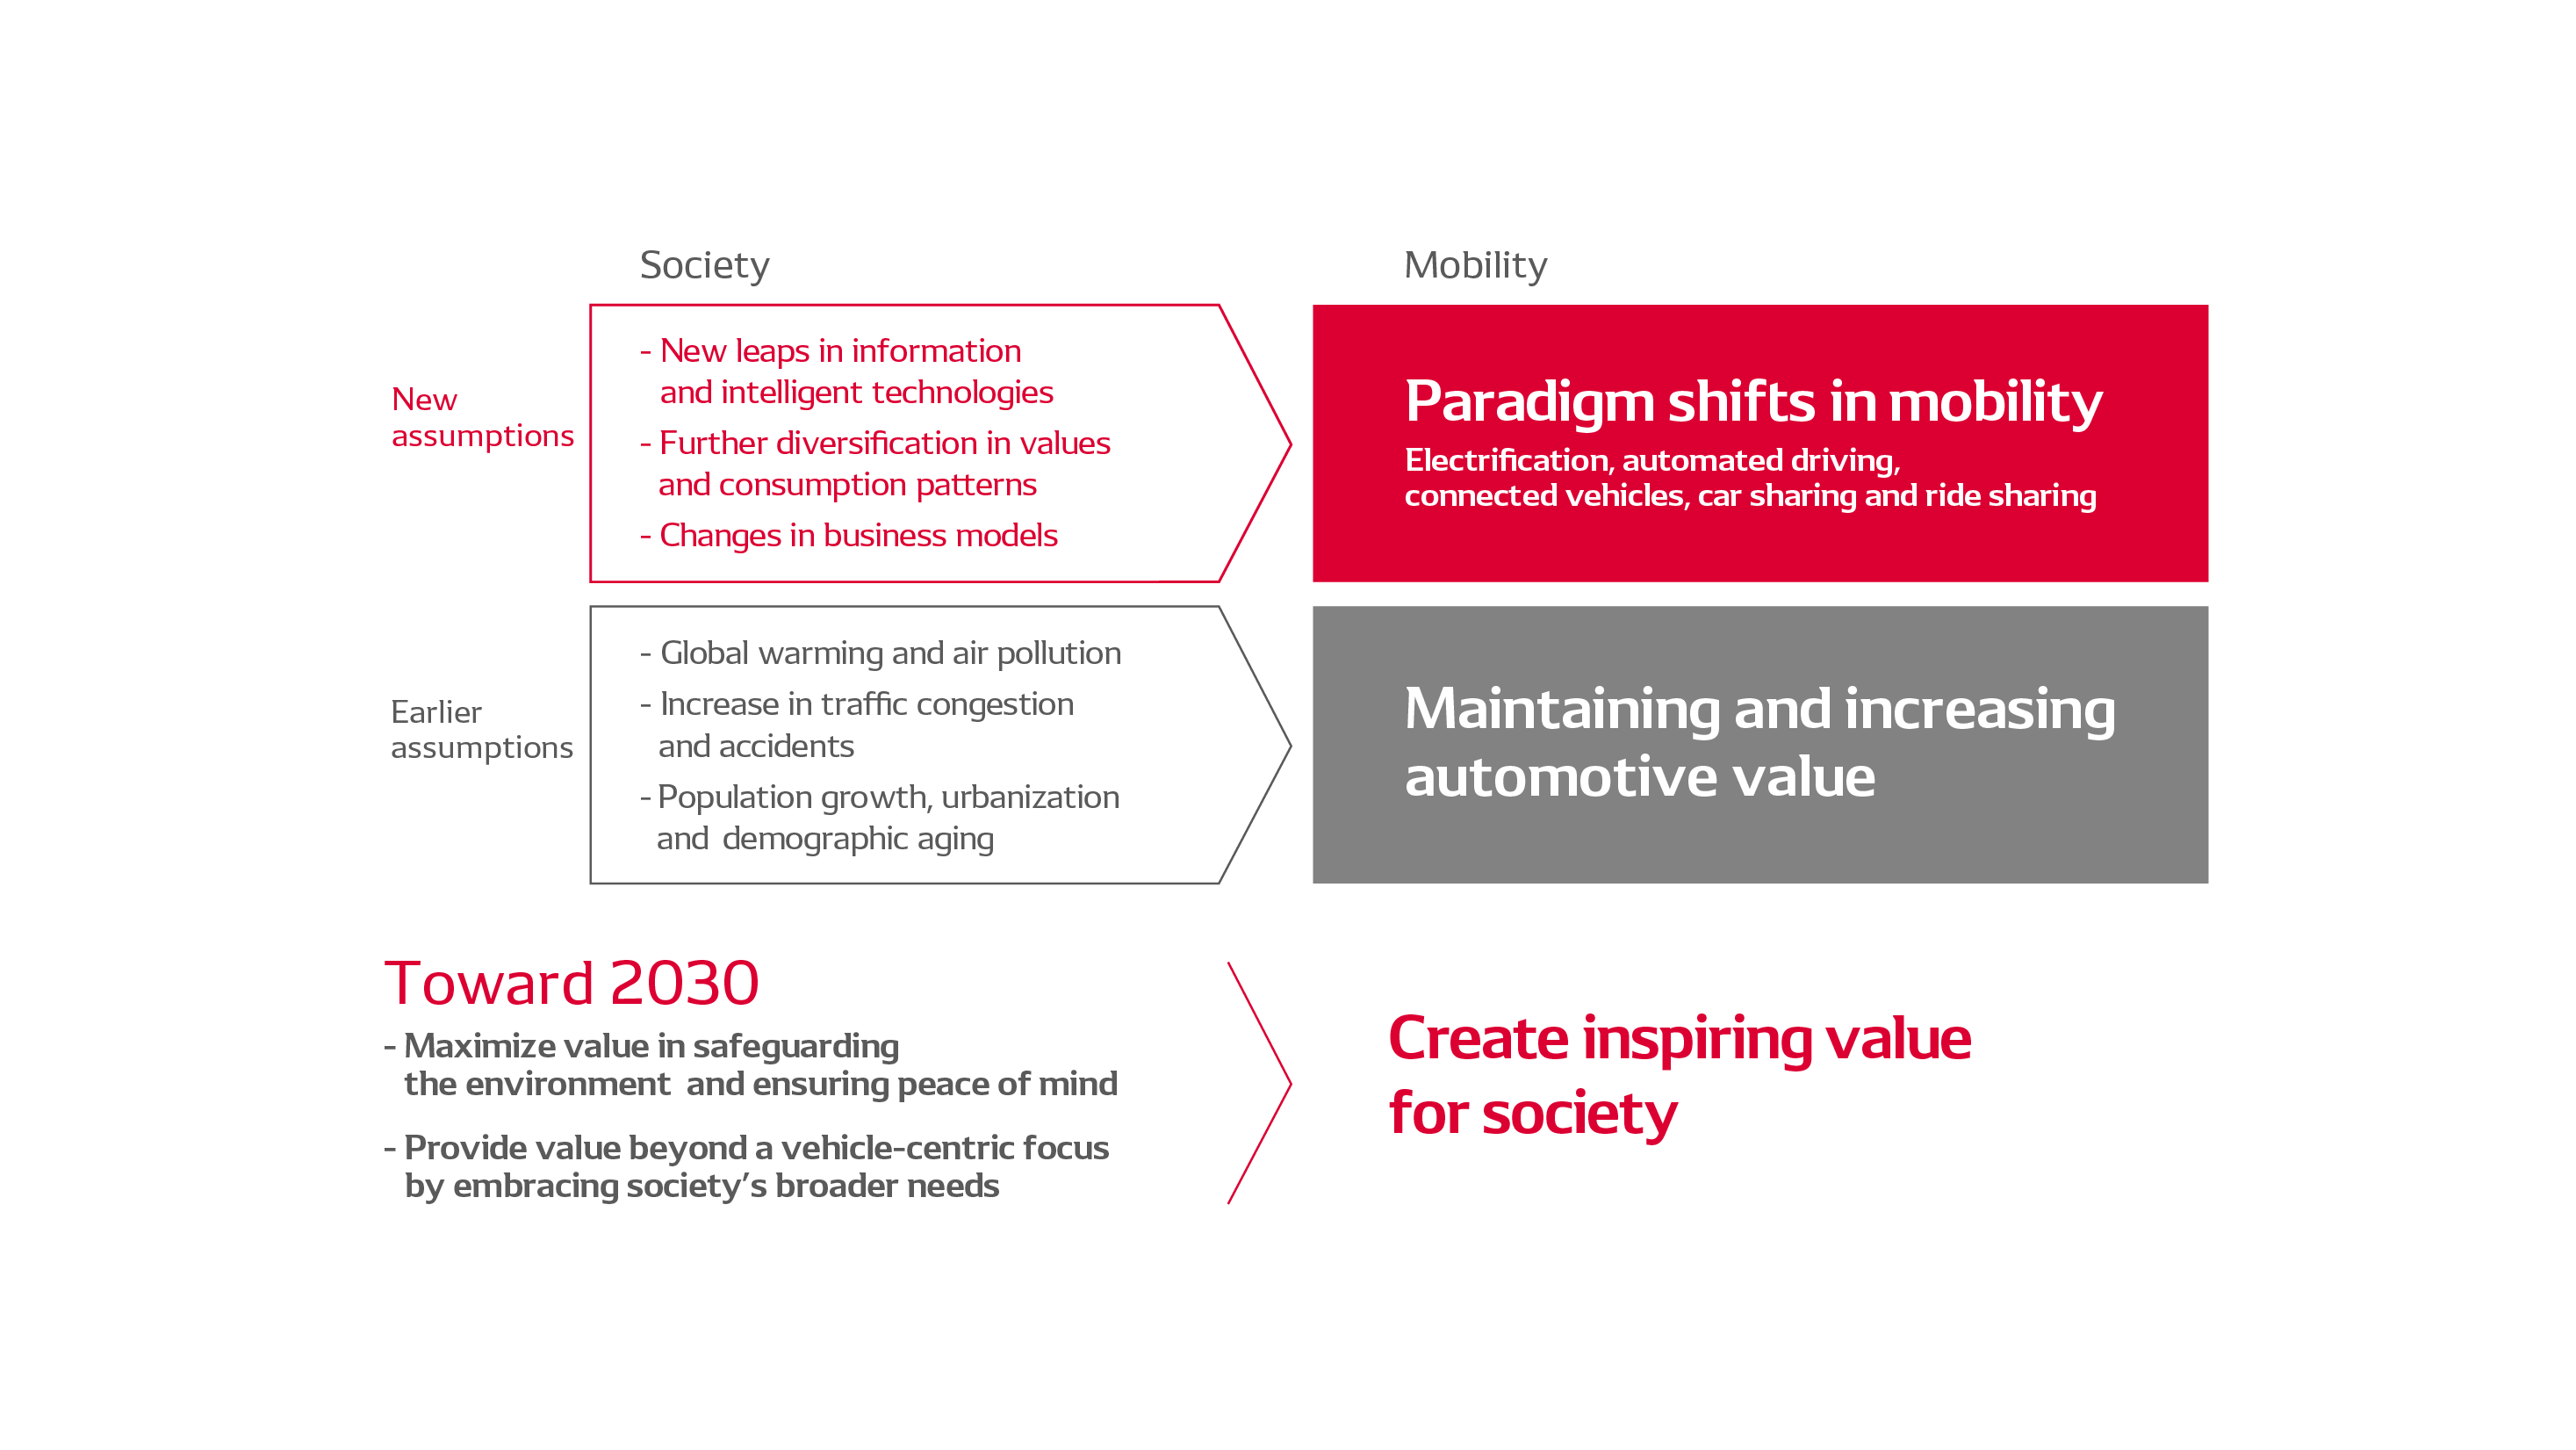 Society
Mobility
New
assumptions
- New leaps in information
and intelligent technologies
- Further diversification in values
and consumption patterns
- Changes in business models
Paradigm shifts in mobility
Electrification, automated driving,
connected vehicles, car sharing and ride sharing
Earlier
assumptions
- Global warming and air pollution
- Increase in traffic congestion
and accidents
- Population growth, urbanization
and demographic aging
Maintaining and increasing
automotive value
Toward 2030
- Maximize value in safeguarding
the environment and ensuring peace of mind
- Provide value beyond a vehicle-centric focus
by embracing society’s broader needs
Create inspiring value
for society